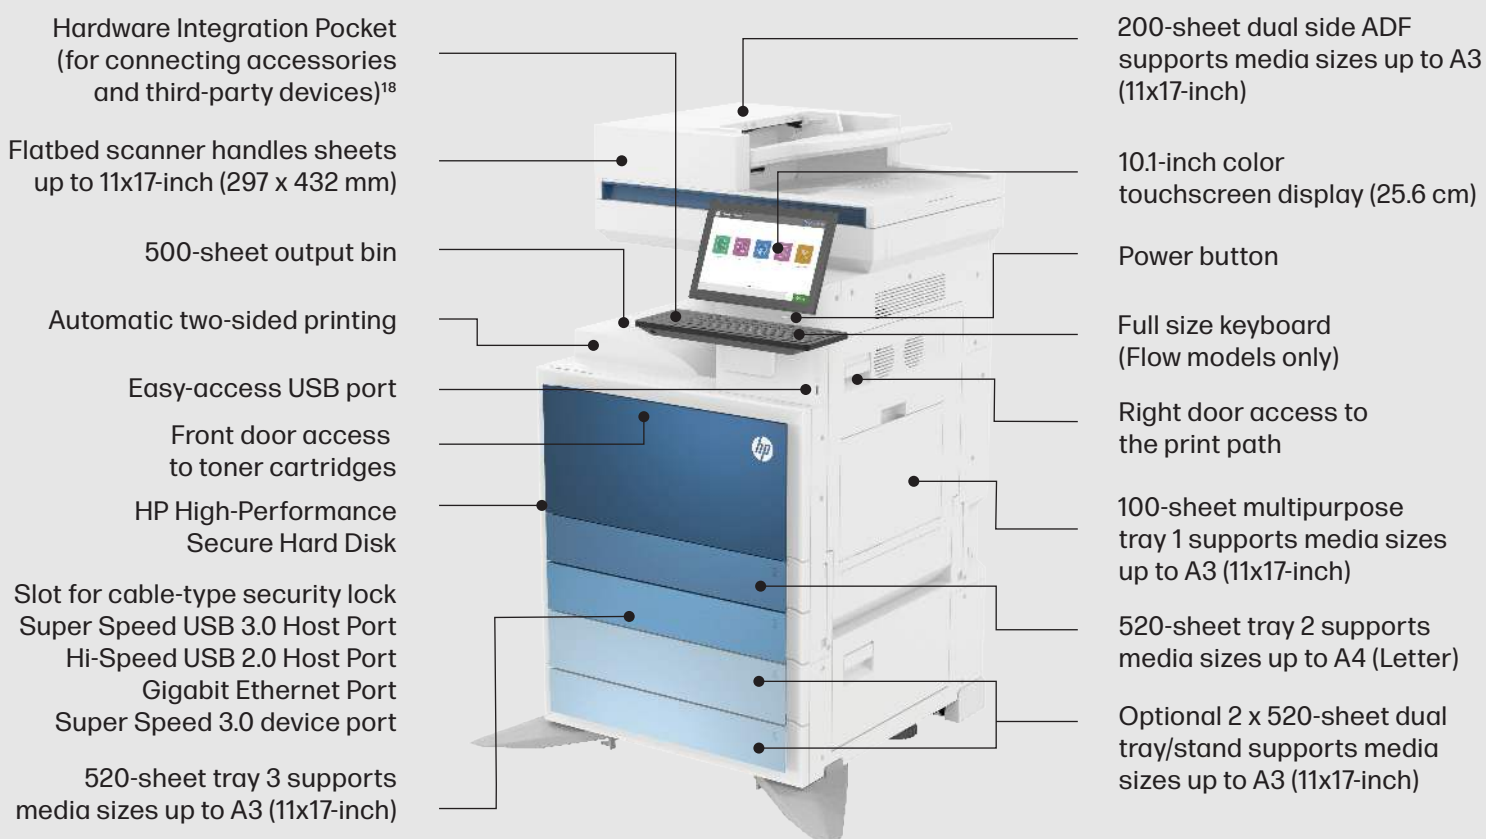 Hardware Integration Pocket
(for connecting accessories
and third-party devices)¹⁸
Flatbed scanner handles sheets
up to 11x17-inch (297 x 432 mm)
500-sheet output bin
Automatic two-sided printing
Easy-access USB port
Front door access
to toner cartridges
HP High-Performance
Secure Hard Disk
Slot for cable-type security lock
Super Speed USB 3.0 Host Port
Hi-Speed USB 2.0 Host Port
Gigabit Ethernet Port
Super Speed 3.0 device port
520-sheet tray 3 supports
media sizes up to A3 (11x17-inch)
hp
200-sheet dual side ADF
supports media sizes up to A3
(11x17-inch)
10.1-inch color
touchscreen display (25.6 cm)
Power button
Full size keyboard
(Flow models only)
Right door access to
the print path
100-sheet multipurpose
tray 1 supports media sizes
up to A3 (11x17-inch)
520-sheet tray 2 supports
media sizes up to A4 (Letter)
Optional 2 x 520-sheet dual
tray/stand supports media
sizes up to A3 (11x17-inch)